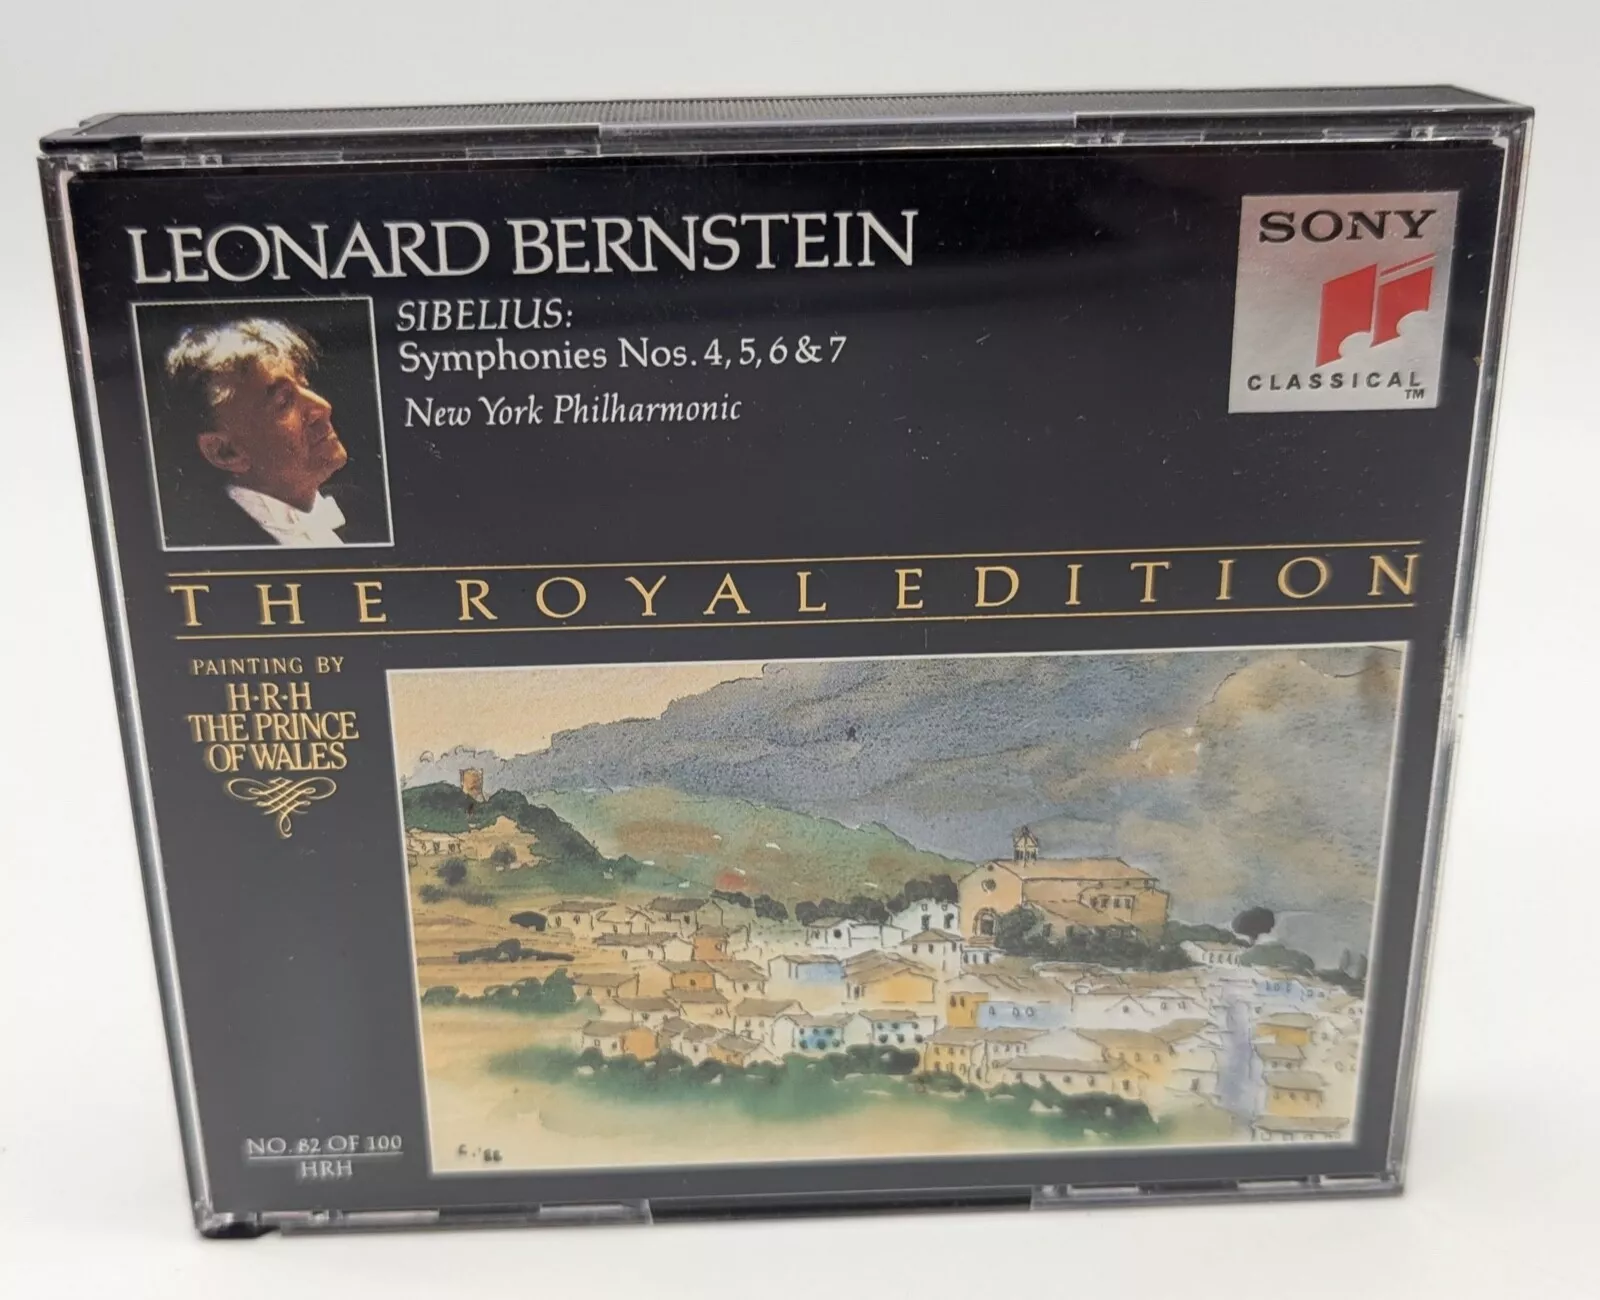 LEONARD BERNSTEIN
SIBELIUS:
Symphonies Nos. 4, 5, 6 & 7
New York Philharmonic
SONY
CLASSICAL
TM
THE ROYAL EDITION
PAINTING BY
H·R·H
THE PRINCE
OF WALES
NO. 82 OF 100
HRH
C. '88